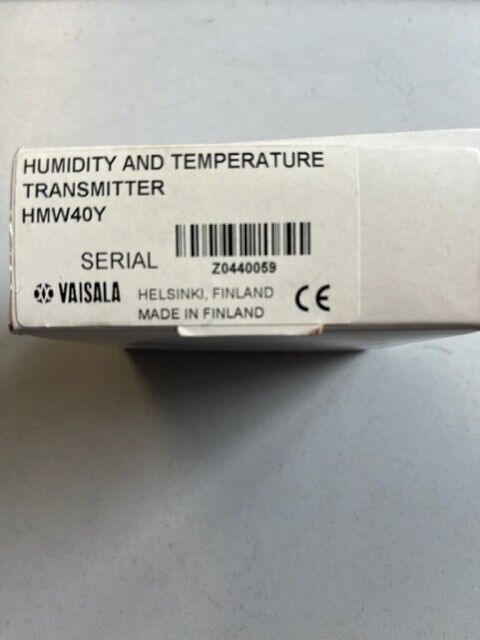 HUMIDITY AND TEMPERATURE
TRANSMITTER
HMW40Y
SERIAL Z0440059
VAISALA HELSINKI, FINLAND CE
MADE IN FINLAND